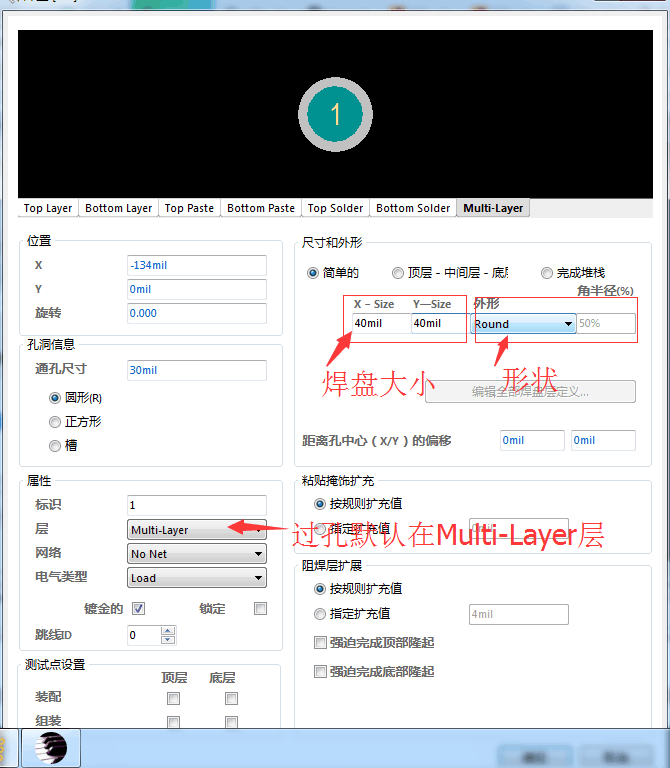 1
Top Layer Bottom Layer Top Paste Bottom Paste Top Solder Bottom Solder Multi-Layer
位置
X -134mil
Y 0mil
旋转 0.000
孔洞信息
通孔尺寸 30mil
圆形(R)
正方形
槽
属性
标识 1
层 Multi-Layer
网络 No Net
电气类型 Load
镀金的 锁定
跳线ID 0
测试点设置
顶层 底层
装配
组装
尺寸和外形
简单的 顶层 - 中间层 - 底层 完成堆栈
X - Size Y—Size 外形 角半径(%)
40mil 40mil Round 50%
焊盘大小 形状
编辑全部焊盘层定义...
距离孔中心 ( X/Y ) 的偏移 0mil 0mil
粘贴掩饰扩充
按规则扩充值
指定扩充值 0mil
过孔默认在Multi-Layer层
阻焊层扩展
按规则扩充值
指定扩充值 4mil
强迫完成顶部隆起
强迫完成底部隆起